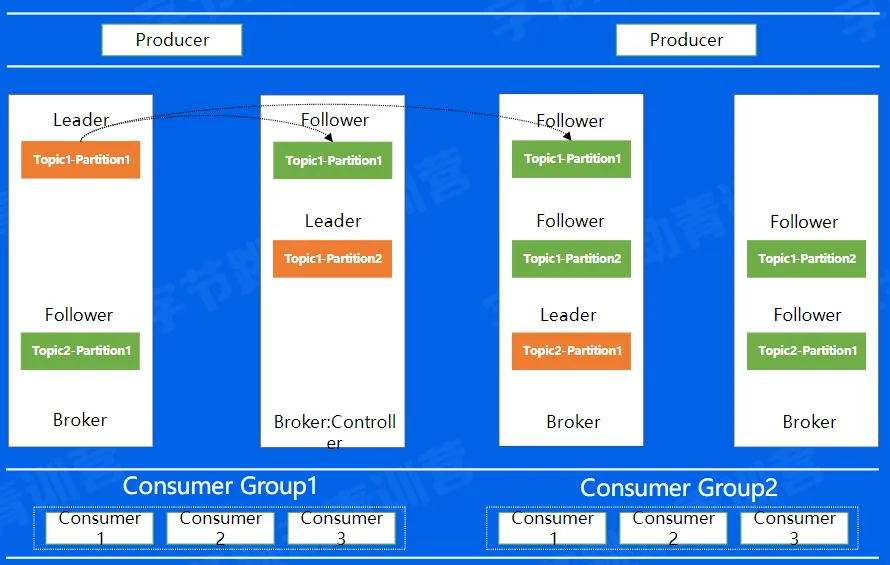 Producer
Producer
Leader
Follower
Follower
Topic1-Partition1
Topic1-Partition1
Topic1-Partition1
Leader
Follower
Follower
Topic1-Partition2
Topic1-Partition2
Topic1-Partition2
Follower
Leader
Follower
Topic2-Partition1
Topic2-Partition1
Topic2-Partition1
Broker
Broker:Controll
er
Broker
Broker
Consumer Group1
Consumer Group2
Consumer
1
Consumer
2
Consumer
3
Consumer
1
Consumer
2
Consumer
3